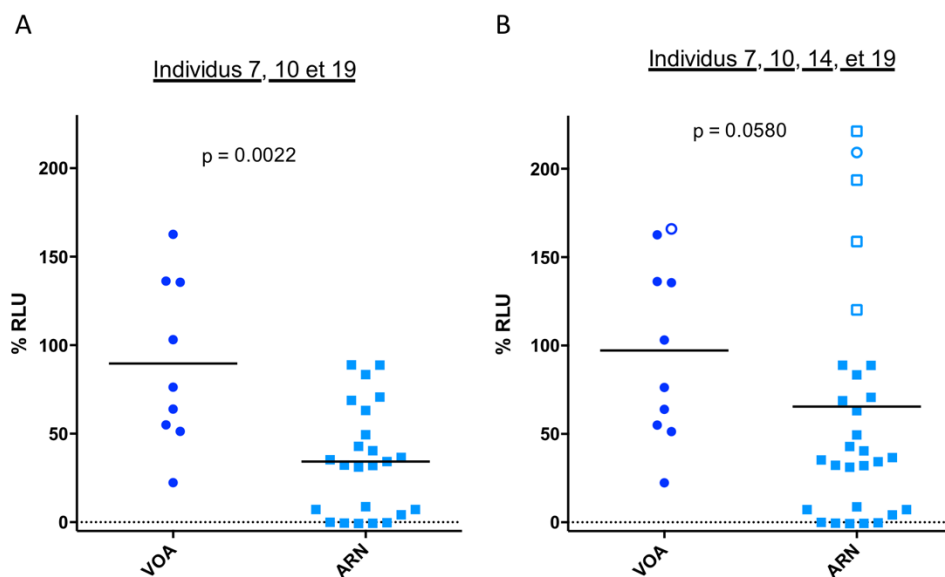 A
Individus 7, 10 et 19
p = 0.0022
% RLU
200
150
100
50
0
VOA
ARN
B
Individus 7, 10, 14, et 19
p = 0.0580
% RLU
200
150
100
50
0
VOA
ARN